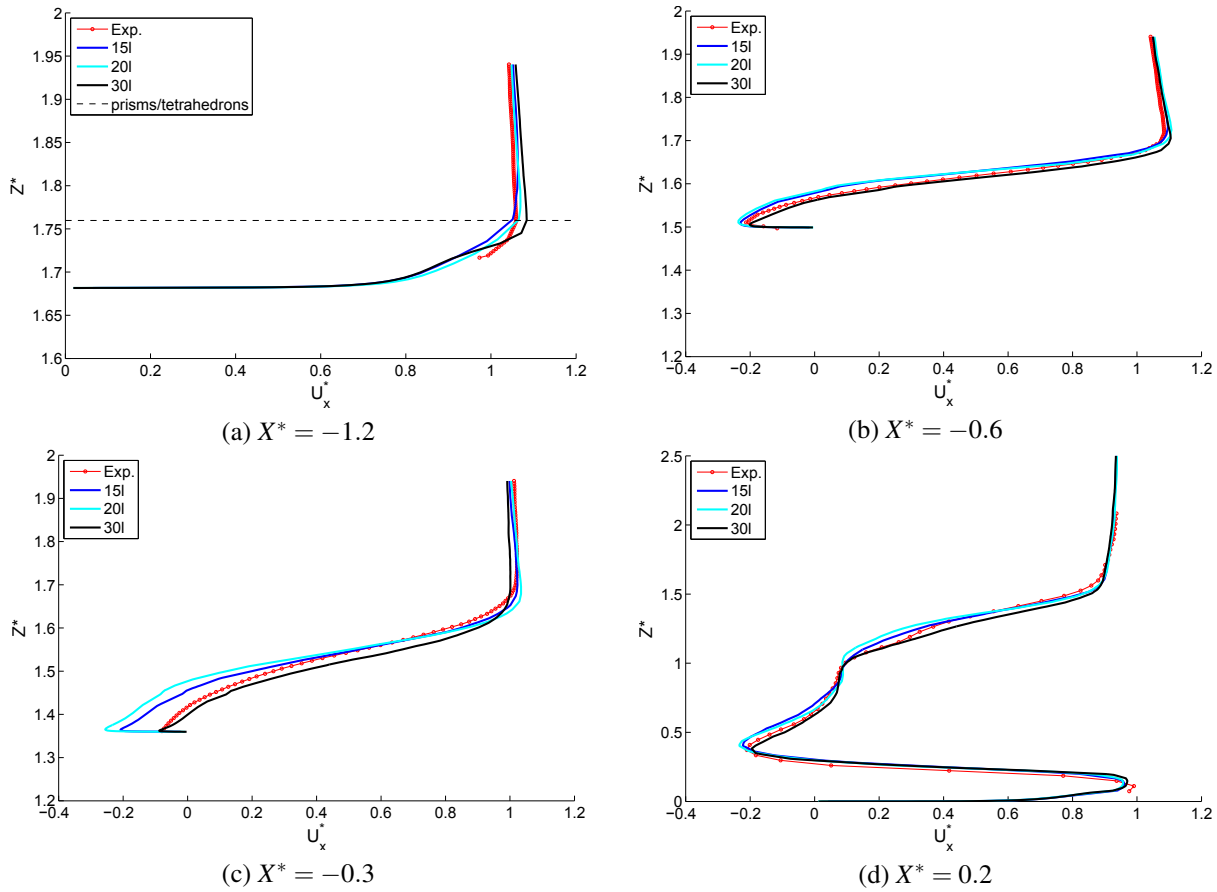 Exp.
15l
20l
30l
prisms/tetrahedrons
2
1.95
1.9
1.85
1.8
1.75
1.7
1.65
1.6
Z*
0 0.2 0.4 0.6 0.8 1 1.2
U*x
(a) X* = −1.2
Exp.
15l
20l
30l
2
1.9
1.8
1.7
1.6
1.5
1.4
1.3
1.2
Z*
−0.4 −0.2 0 0.2 0.4 0.6 0.8 1 1.2
U*x
(b) X* = −0.6
Exp.
15l
20l
30l
2
1.9
1.8
1.7
1.6
1.5
1.4
1.3
1.2
Z*
−0.4 −0.2 0 0.2 0.4 0.6 0.8 1 1.2
U*x
(c) X* = −0.3
Exp.
15l
20l
30l
2.5
2
1.5
1
0.5
0
Z*
−0.4 −0.2 0 0.2 0.4 0.6 0.8 1 1.2
U*x
(d) X* = 0.2